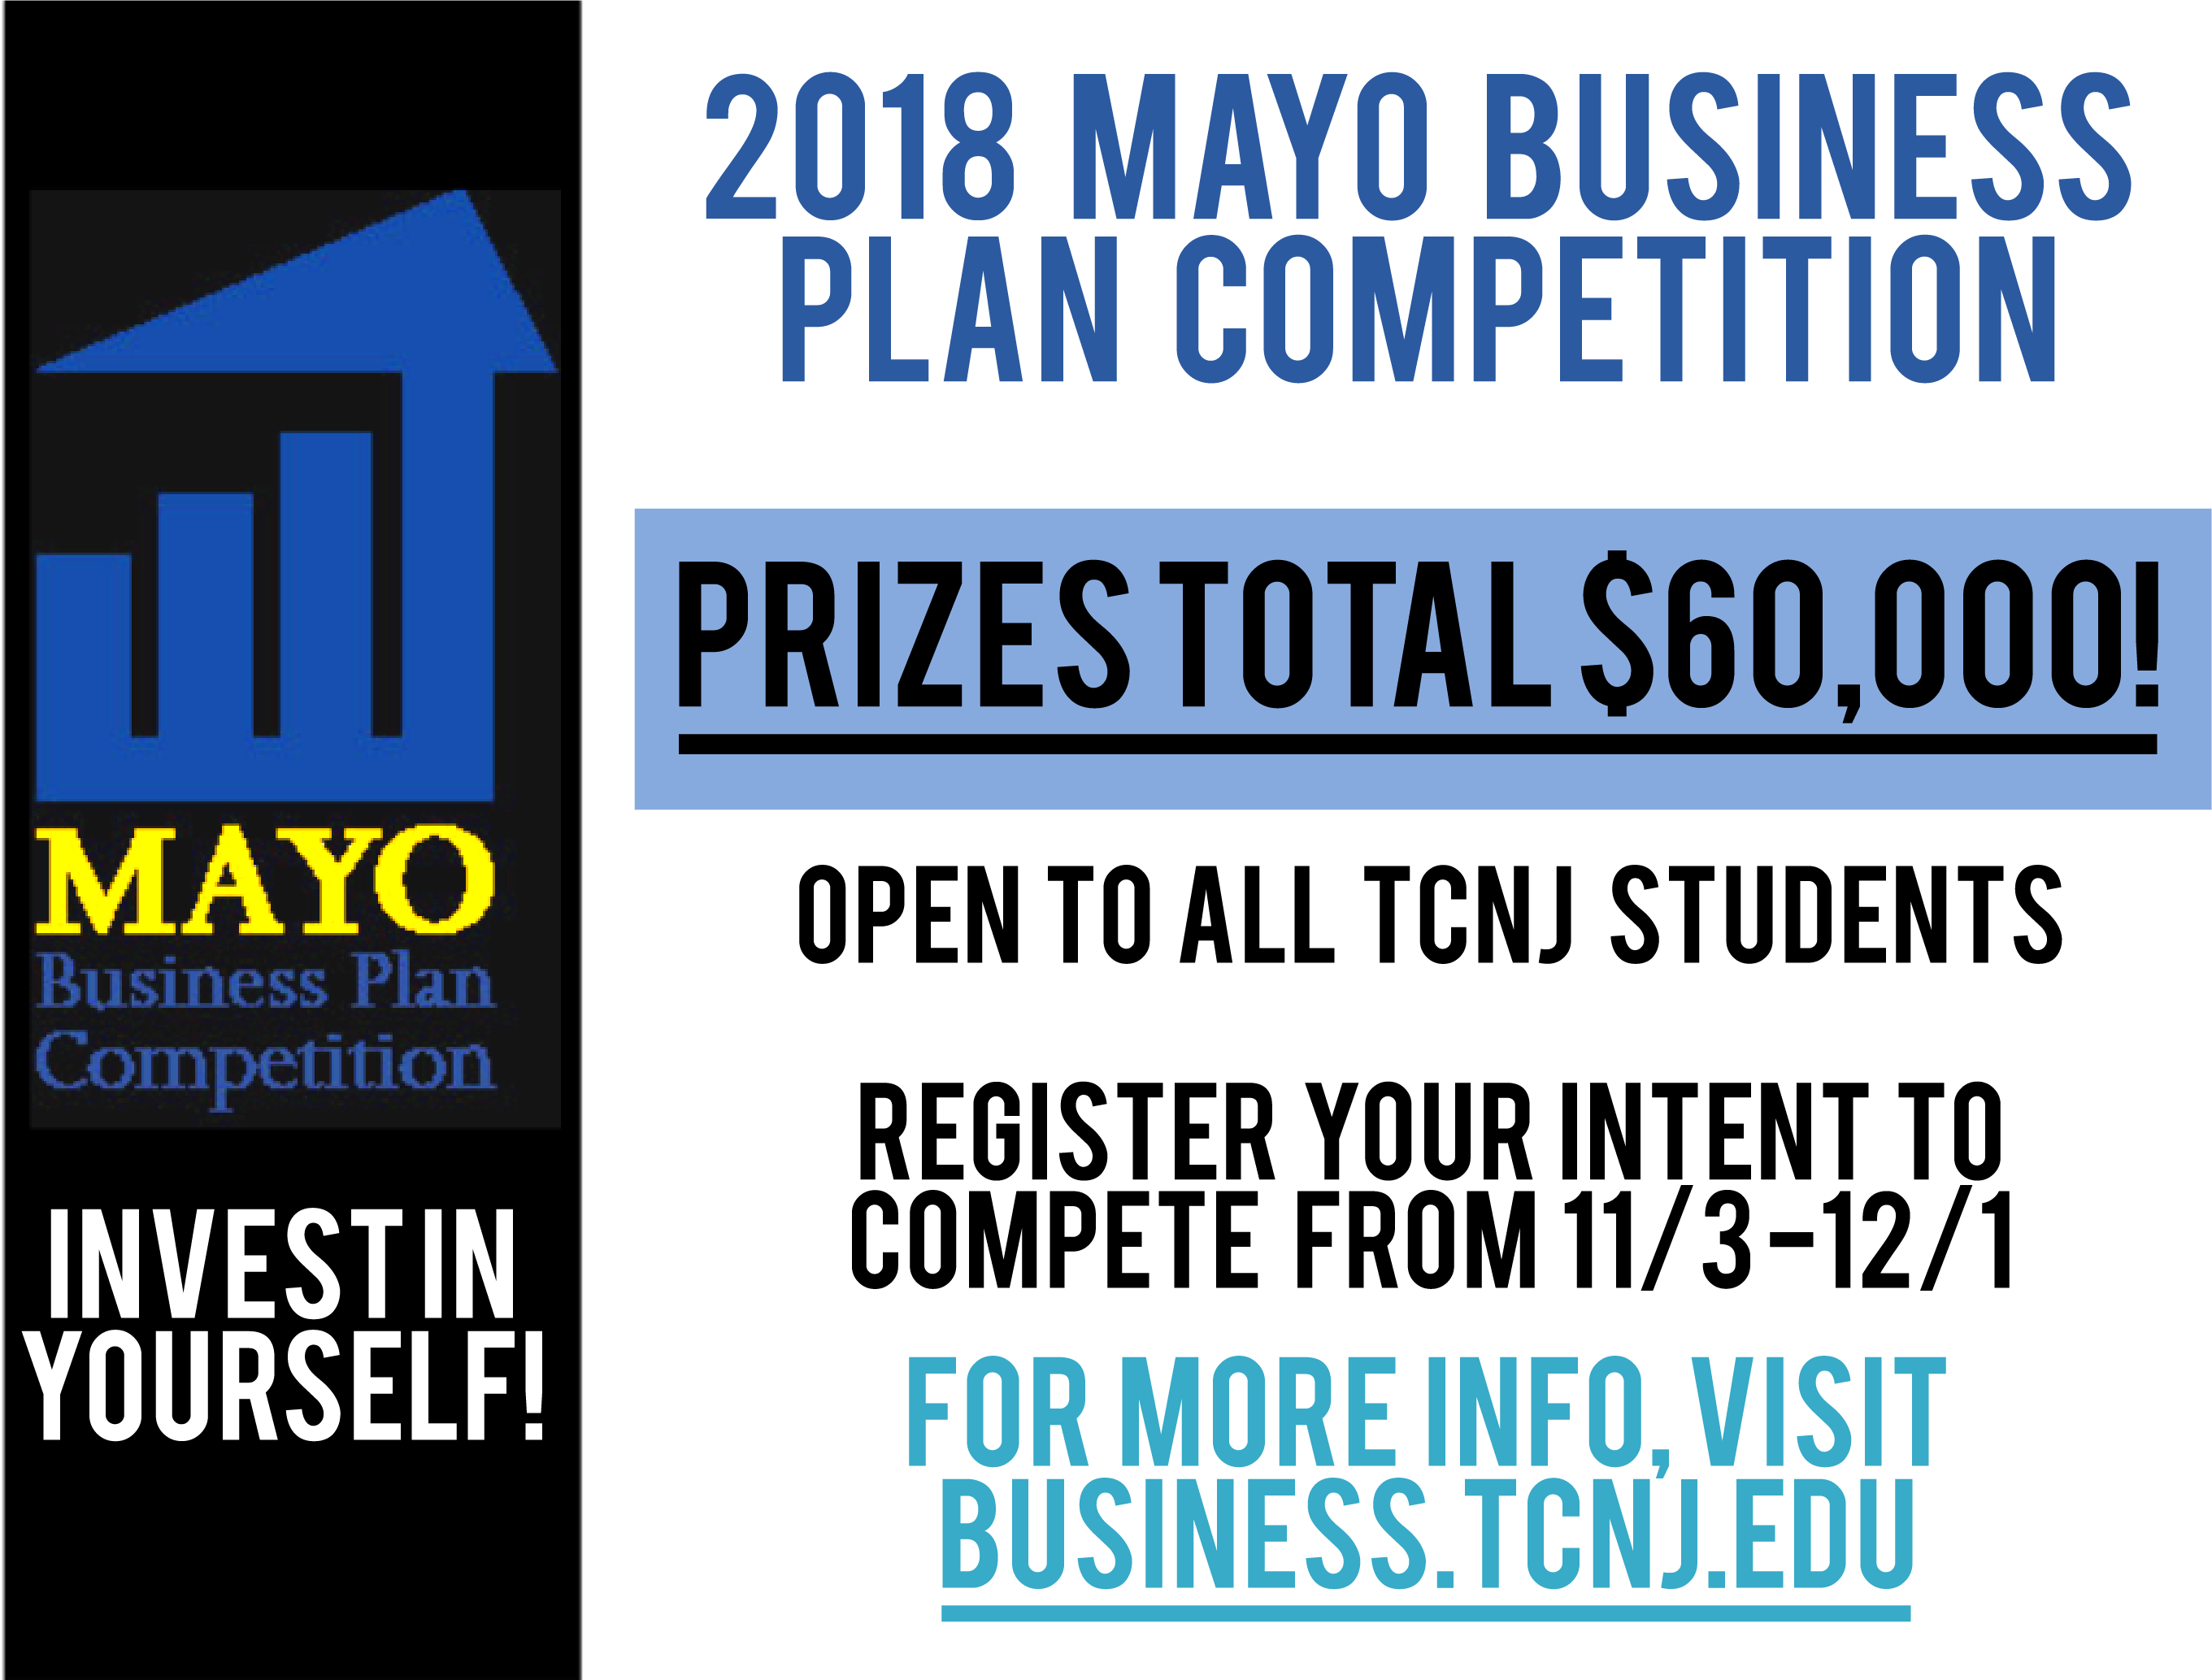 MAYO
Business Plan
Competition
INVEST IN
YOURSELF!
2018 MAYO BUSINESS
PLAN COMPETITION
PRIZES TOTAL $60,000!
OPEN TO ALL TCNJ STUDENTS
REGISTER YOUR INTENT TO
COMPETE FROM 11/3-12/1
FOR MORE INFO, VISIT
BUSINESS.TCNJ.EDU